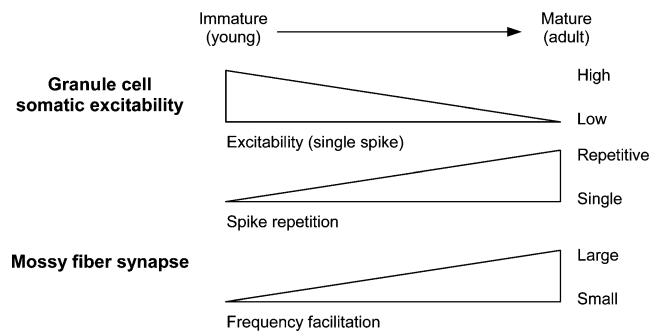 Immature
(young)
Mature
(adult)
Granule cell
somatic excitability
High
Low
Excitability (single spike)
Repetitive
Single
Spike repetition
Mossy fiber synapse
Large
Small
Frequency facilitation